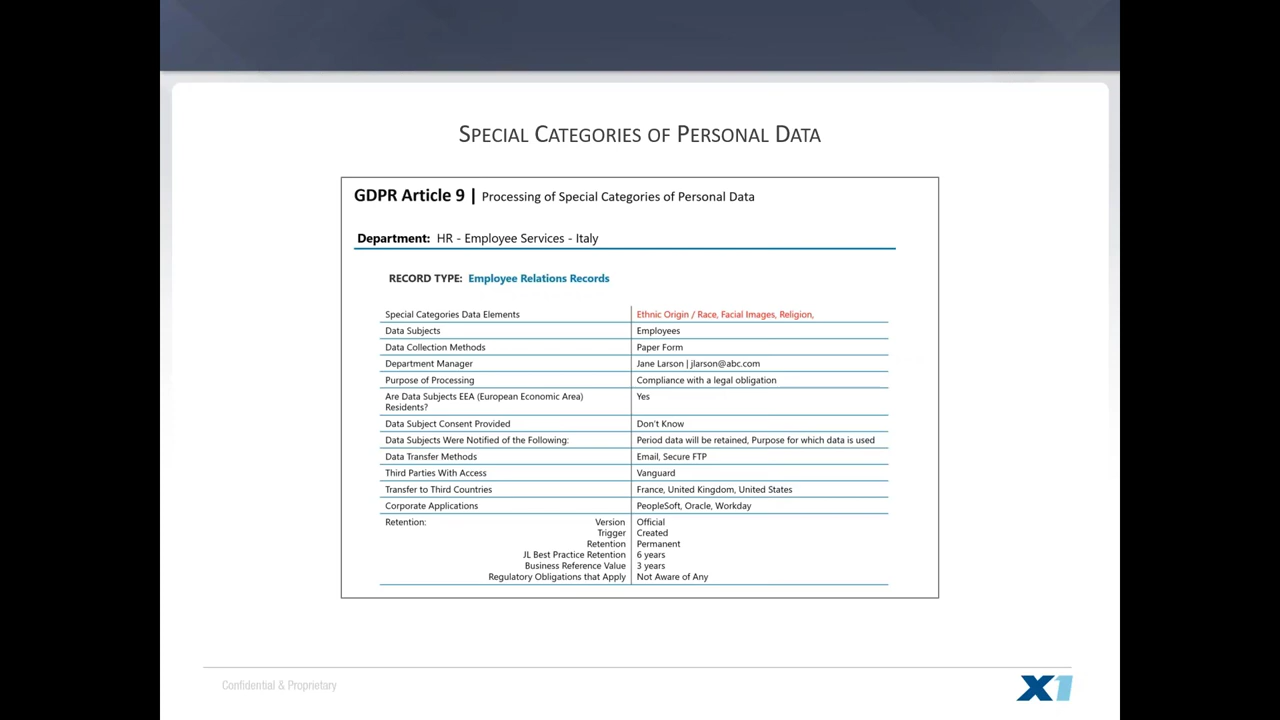 SPECIAL CATEGORIES OF PERSONAL DATA
GDPR Article 9 | Processing of Special Categories of Personal Data
Department: HR - Employee Services - Italy
RECORD TYPE: Employee Relations Records
Special Categories Data Elements Ethnic Origin / Race, Facial Images, Religion,
Data Subjects Employees
Data Collection Methods Paper Form
Department Manager Jane Larson | jlarson@abc.com
Purpose of Processing Compliance with a legal obligation
Are Data Subjects EEA (European Economic Area) Yes
Residents?
Data Subject Consent Provided Don't Know
Data Subjects Were Notified of the Following: Period data will be retained, Purpose for which data is used
Data Transfer Methods Email, Secure FTP
Third Parties With Access Vanguard
Transfer to Third Countries France, United Kingdom, United States
Corporate Applications PeopleSoft, Oracle, Workday
Retention: Version Official
Trigger Created
Retention Permanent
JL Best Practice Retention 6 years
Business Reference Value 3 years
Regulatory Obligations that Apply Not Aware of Any
Confidential & Proprietary
X1